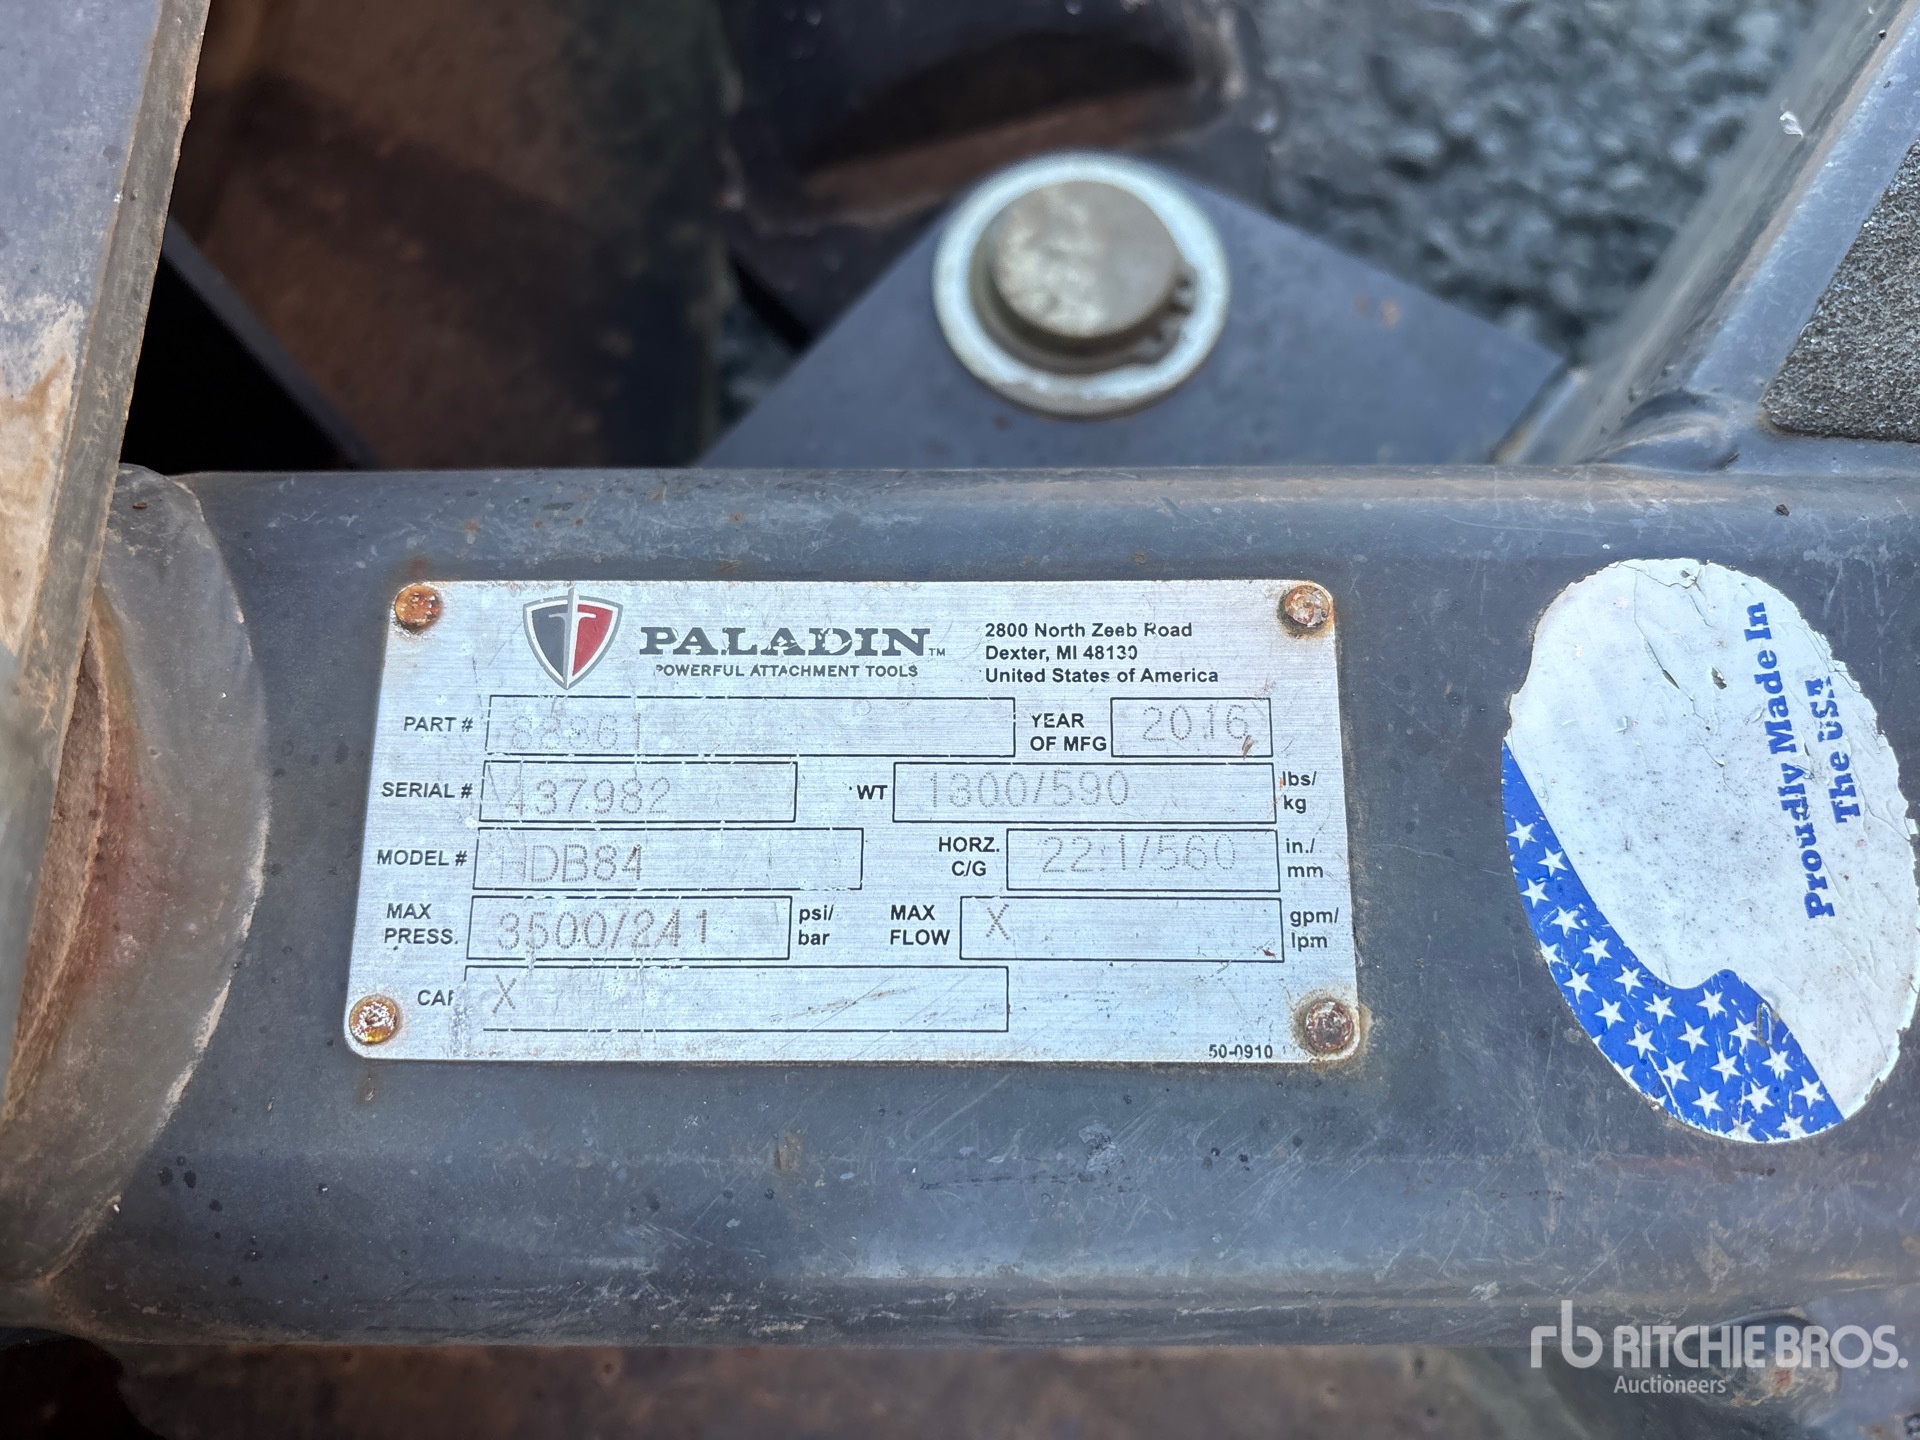 PALADIN™
POWERFUL ATTACHMENT TOOLS
2800 North Zeeb Road
Dexter, MI 48130
United States of America
PART #
YEAR OF MFG 2016
SERIAL # 437982
WT 1300/590 lbs/kg
MODEL # HDB84
HORZ. C/G 22.1/560 in./mm
MAX PRESS. 3500/241 psi/bar
MAX FLOW X gpm/lpm
CAP X
50-0910
Proudly Made In
The USA
rb RITCHIE BROS.
Auctioneers